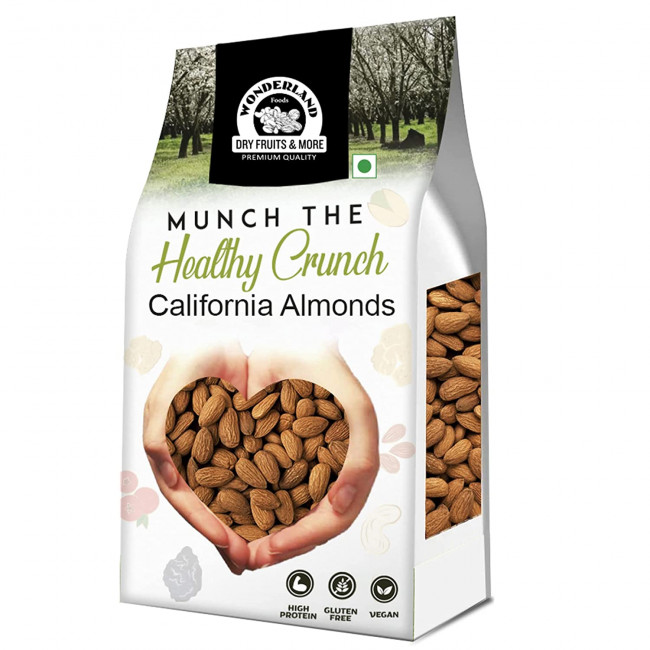 WONDERLAND
Foods
DRY FRUITS & MORE
PREMIUM QUALITY
MUNCH THE
Healthy Crunch
California Almonds
HIGH
PROTEIN
GLUTEN
FREE
VEGAN